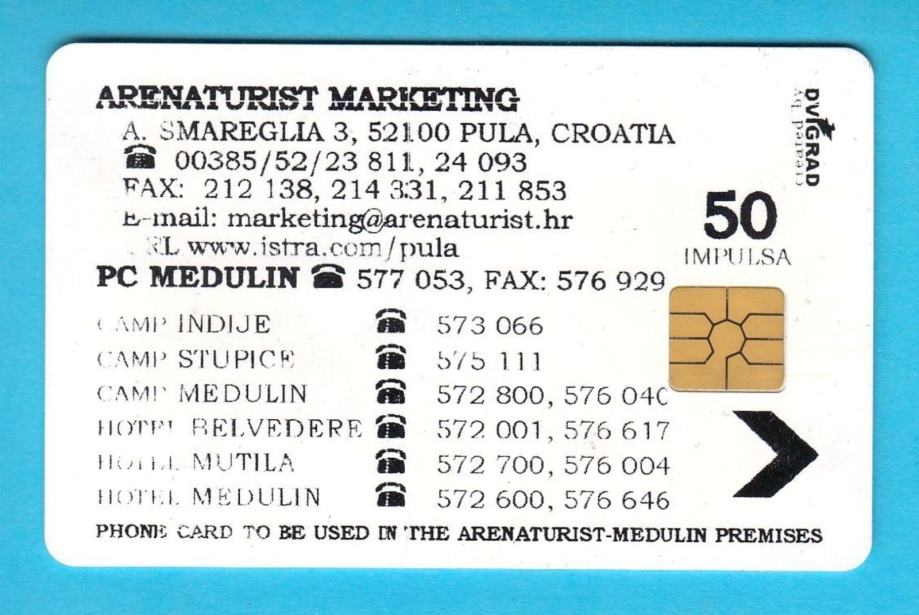 ARENATURIST MARKETING
A. SMAREGLIA 3, 52100 PULA, CROATIA
☎ 00385/52/23 811, 24 093
FAX: 212 138, 214 331, 211 853
E-mail: marketing@arenaturist.hr
URL www.istra.com/pula
PC MEDULIN ☎ 577 053, FAX: 576 929
CAMP INDIJE ☎ 573 066
CAMP STUPICE ☎ 575 111
CAMP MEDULIN ☎ 572 800, 576 040
HOTEL BELVEDERE ☎ 572 001, 576 617
HOTEL MUTILA ☎ 572 700, 576 004
HOTEL MEDULIN ☎ 572 600, 576 646
PHONE CARD TO BE USED IN THE ARENATURIST-MEDULIN PREMISES
50
IMPULSA
created by
DVIGRAD